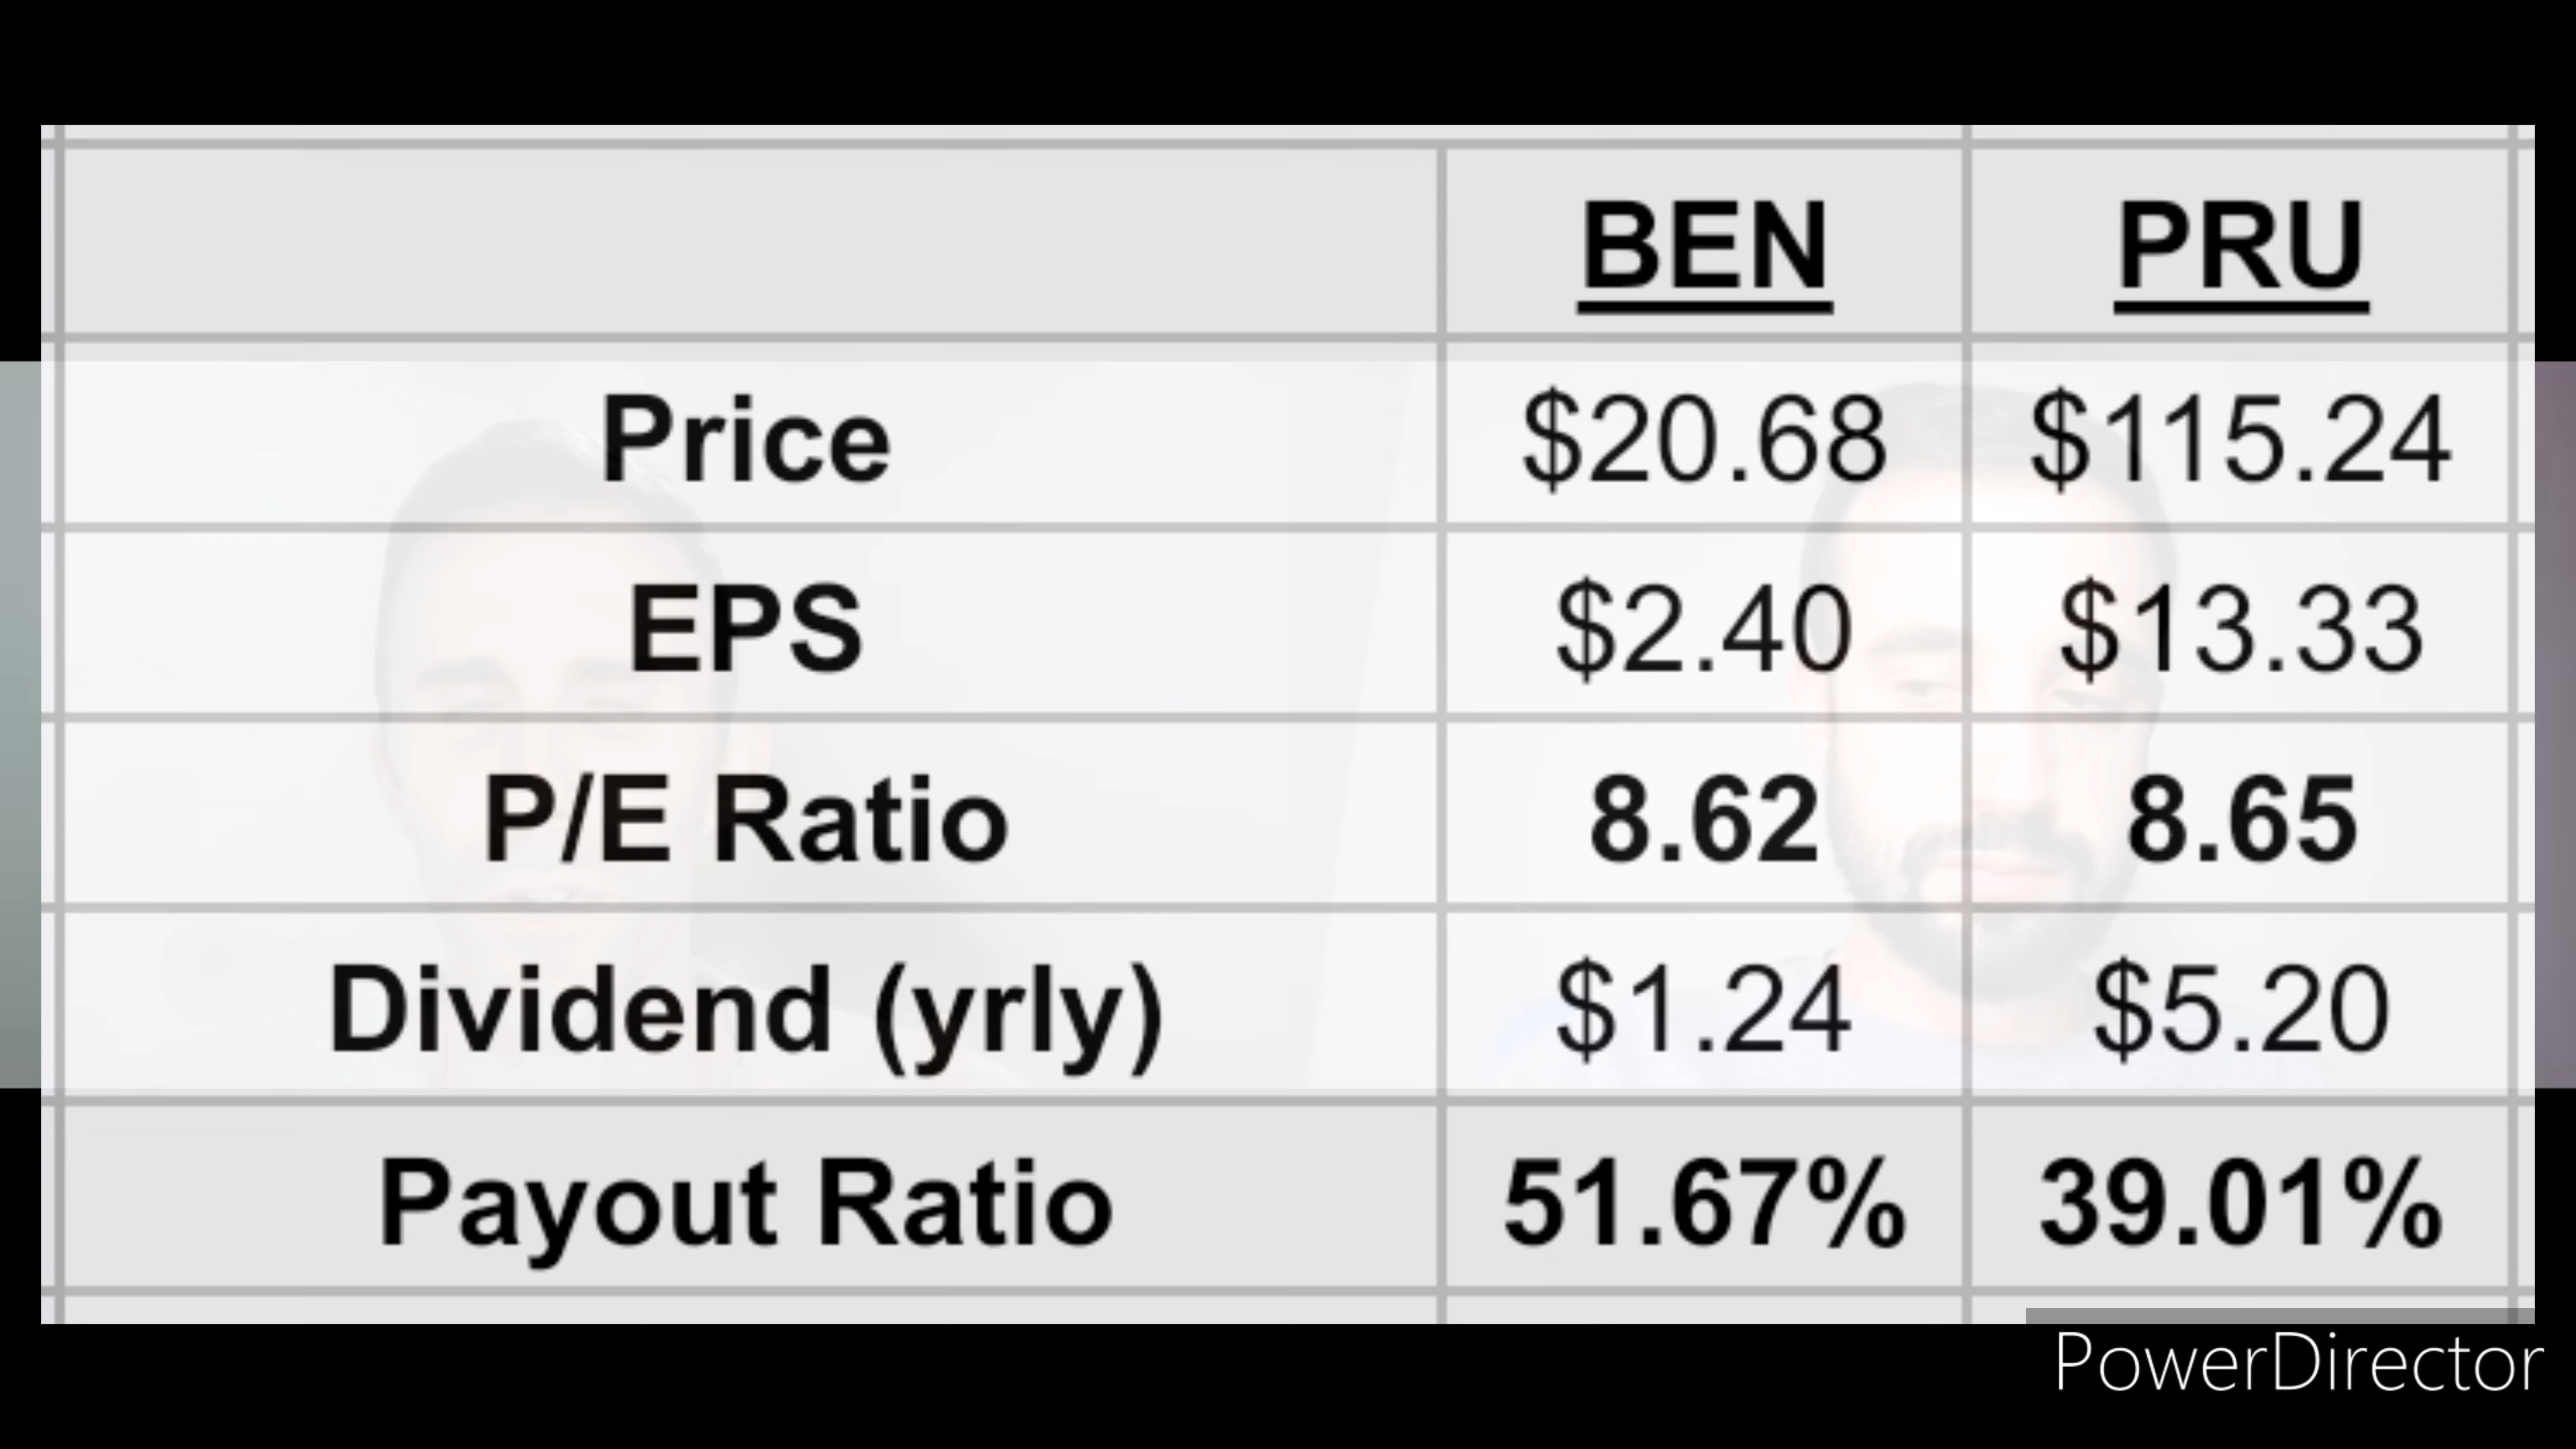 BEN PRU
Price $20.68 $115.24
EPS $2.40 $13.33
P/E Ratio 8.62 8.65
Dividend (yrly) $1.24 $5.20
Payout Ratio 51.67% 39.01%
PowerDirector